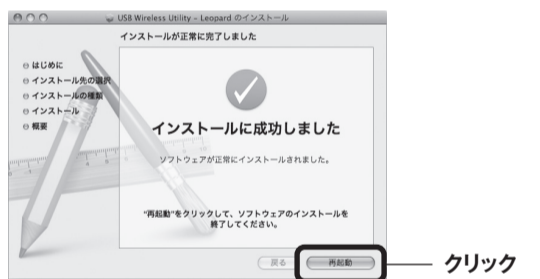 USB Wireless Utility - Leopard のインストール
インストールが正常に完了しました
はじめに
インストール先の選択
インストールの種類
インストール
概要
インストールに成功しました
ソフトウェアが正常にインストールされました。
"再起動"をクリックして、ソフトウェアのインストールを
終了してください。
戻る
再起動
クリック